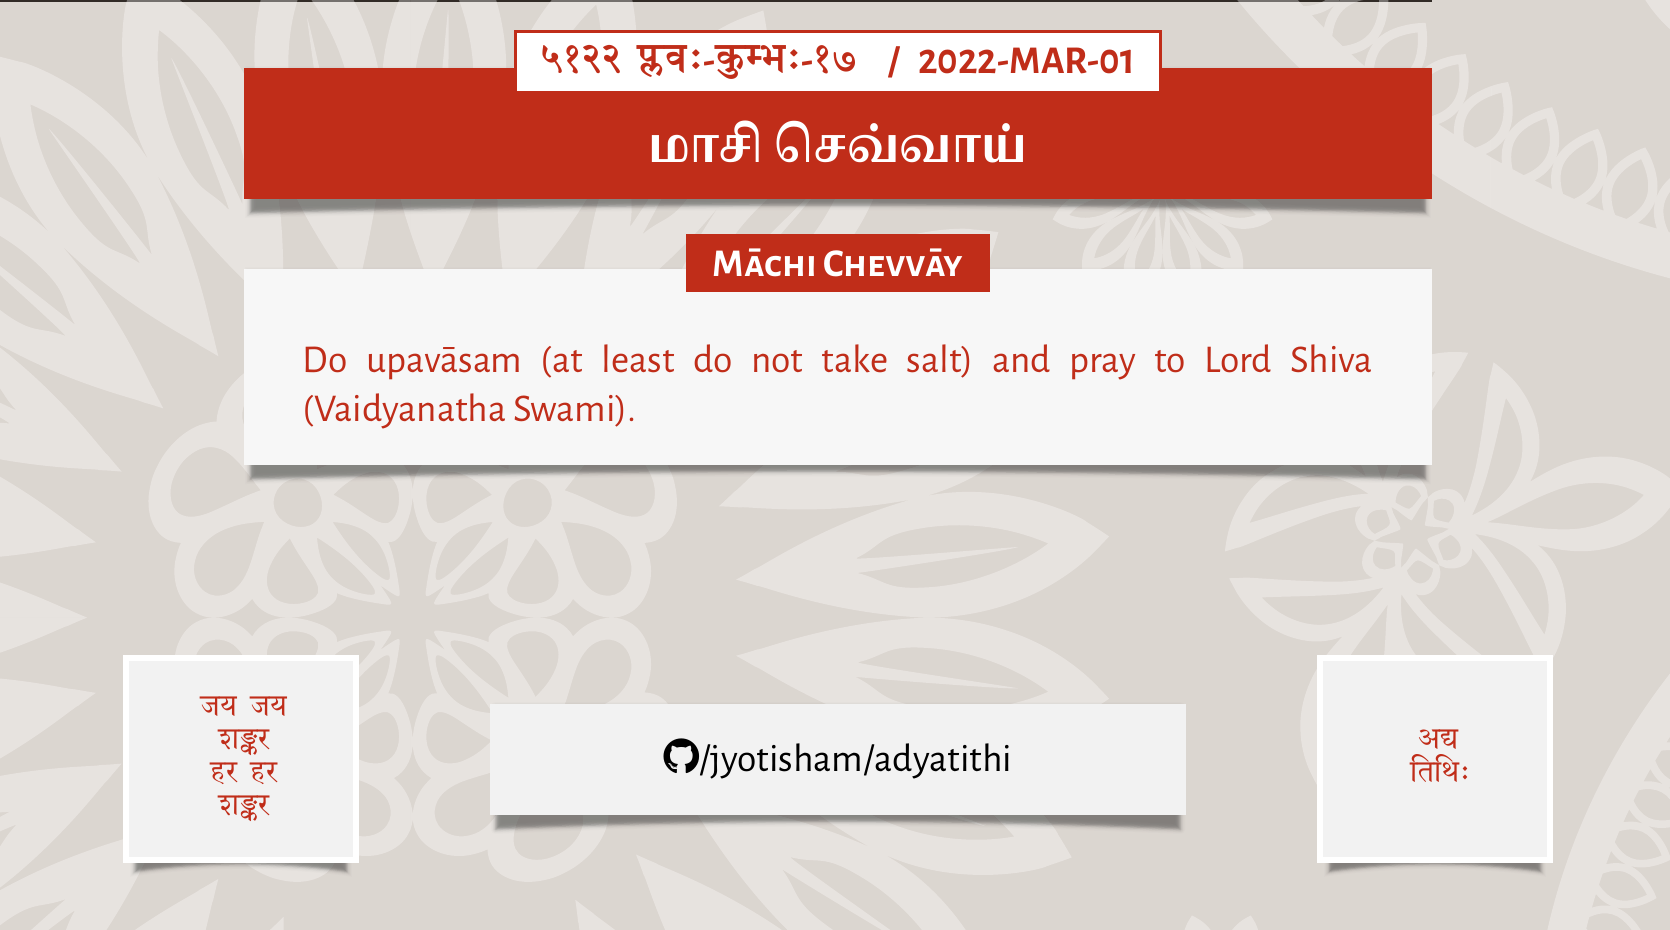 ५१२२ प्लवः-कुम्भः-१७ / 2022-MAR-01
மாசி செவ்வாய்
Māchi Chevvāy
Do upavāsam (at least do not take salt) and pray to Lord Shiva
(Vaidyanatha Swami).
जय जय
शङ्कर
हर हर
शङ्कर
/jyotisham/adyatithi
अद्य
तिथिः